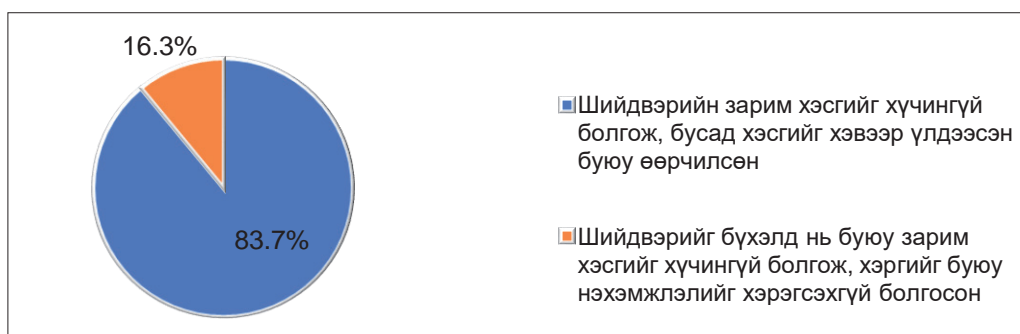 16.3%
83.7%
Шийдвэрийн зарим хэсгийг хүчингүй
болгож, бусад хэсгийг хэвээр үлдээсэн
буюу өөрчилсөн
Шийдвэрийг бүхэлд нь буюу зарим
хэсгийг хүчингүй болгож, хэргийг буюу
нэхэмжлэлийг хэрэгсэхгүй болгосон